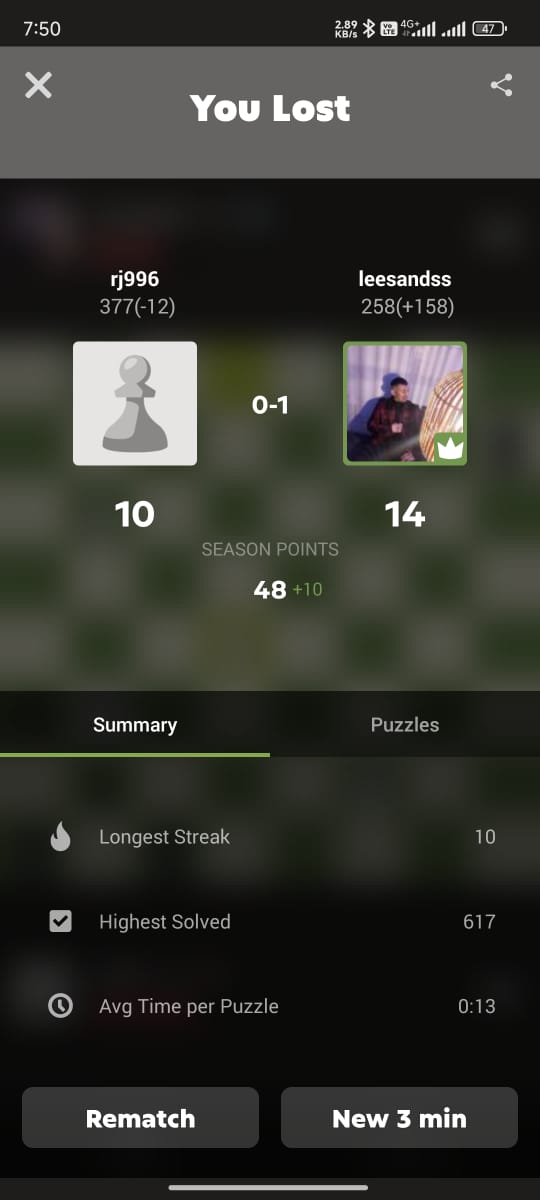 7:50
2.89
KB/s
Vo
LTE
4G+
47
You Lost
rj996
377(-12)
leesandss
258(+158)
0-1
10
14
SEASON POINTS
48 +10
Summary
Puzzles
Longest Streak
10
Highest Solved
617
Avg Time per Puzzle
0:13
Rematch
New 3 min